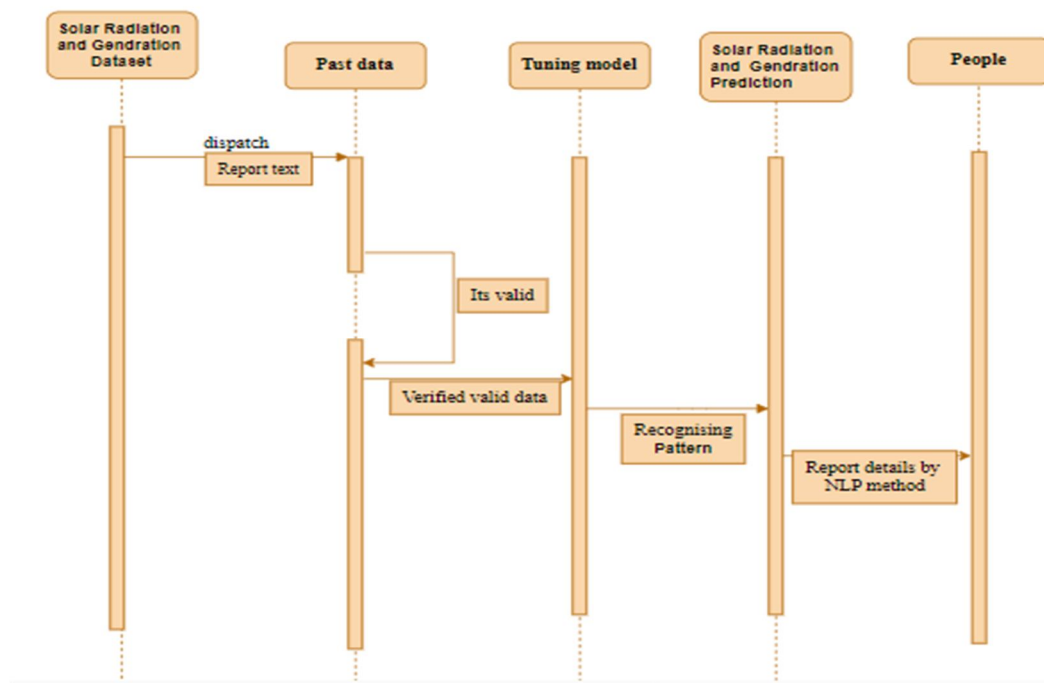 Solar Radiation
and Gendration
Dataset
Past data
Tuning model
Solar Radiation
and Gendration
Prediction
People
dispatch
Report text
Its valid
Verified valid data
Recognising
Pattern
Report details by
NLP method